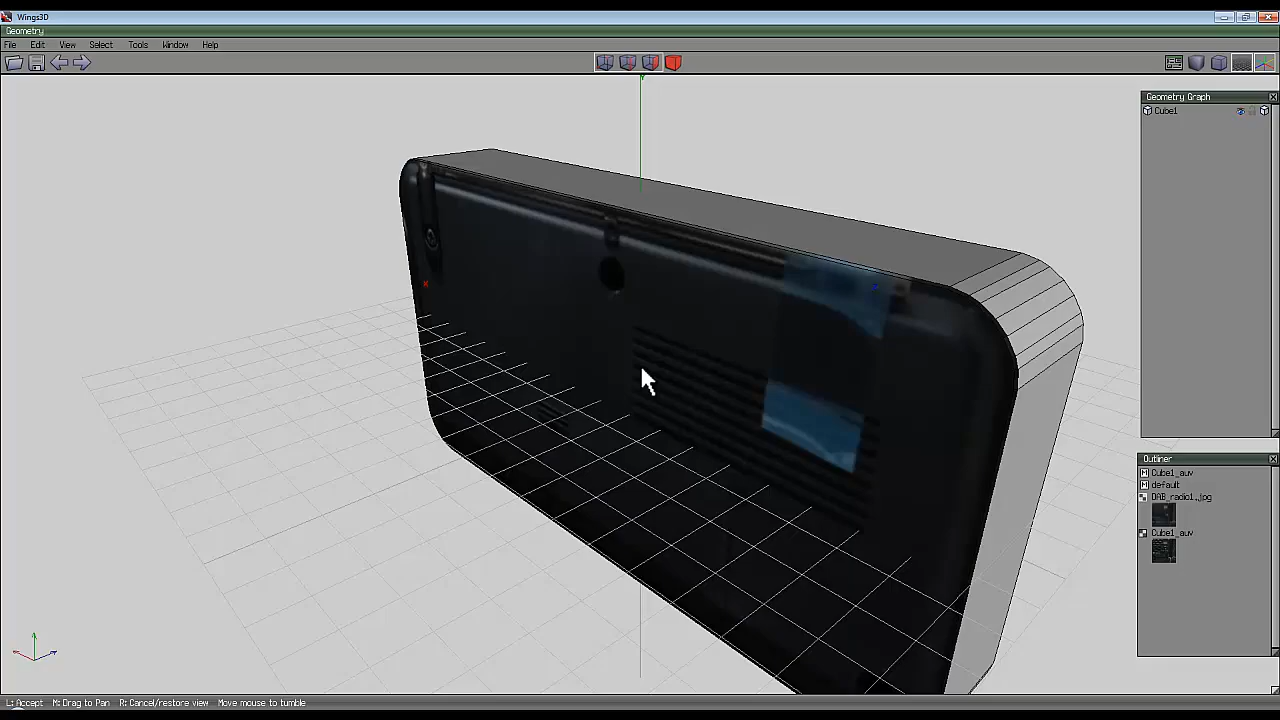 Wings3D
Geometry
File Edit View Select Tools Window Help
Y
Geometry Graph
Cube1
X
Z
Outliner
Cube1_auv
default
DAB_radio1.jpg
Cube1_auv
L: Accept M: Drag to Pan R: Cancel/restore view Move mouse to tumble